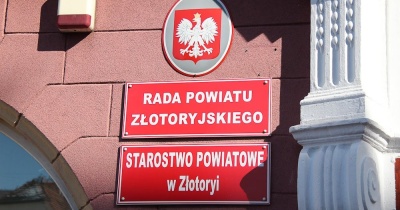 RADA POWIATU
ZŁOTORYJSKIEGO
STAROSTWO POWIATOWE
w Złotoryi